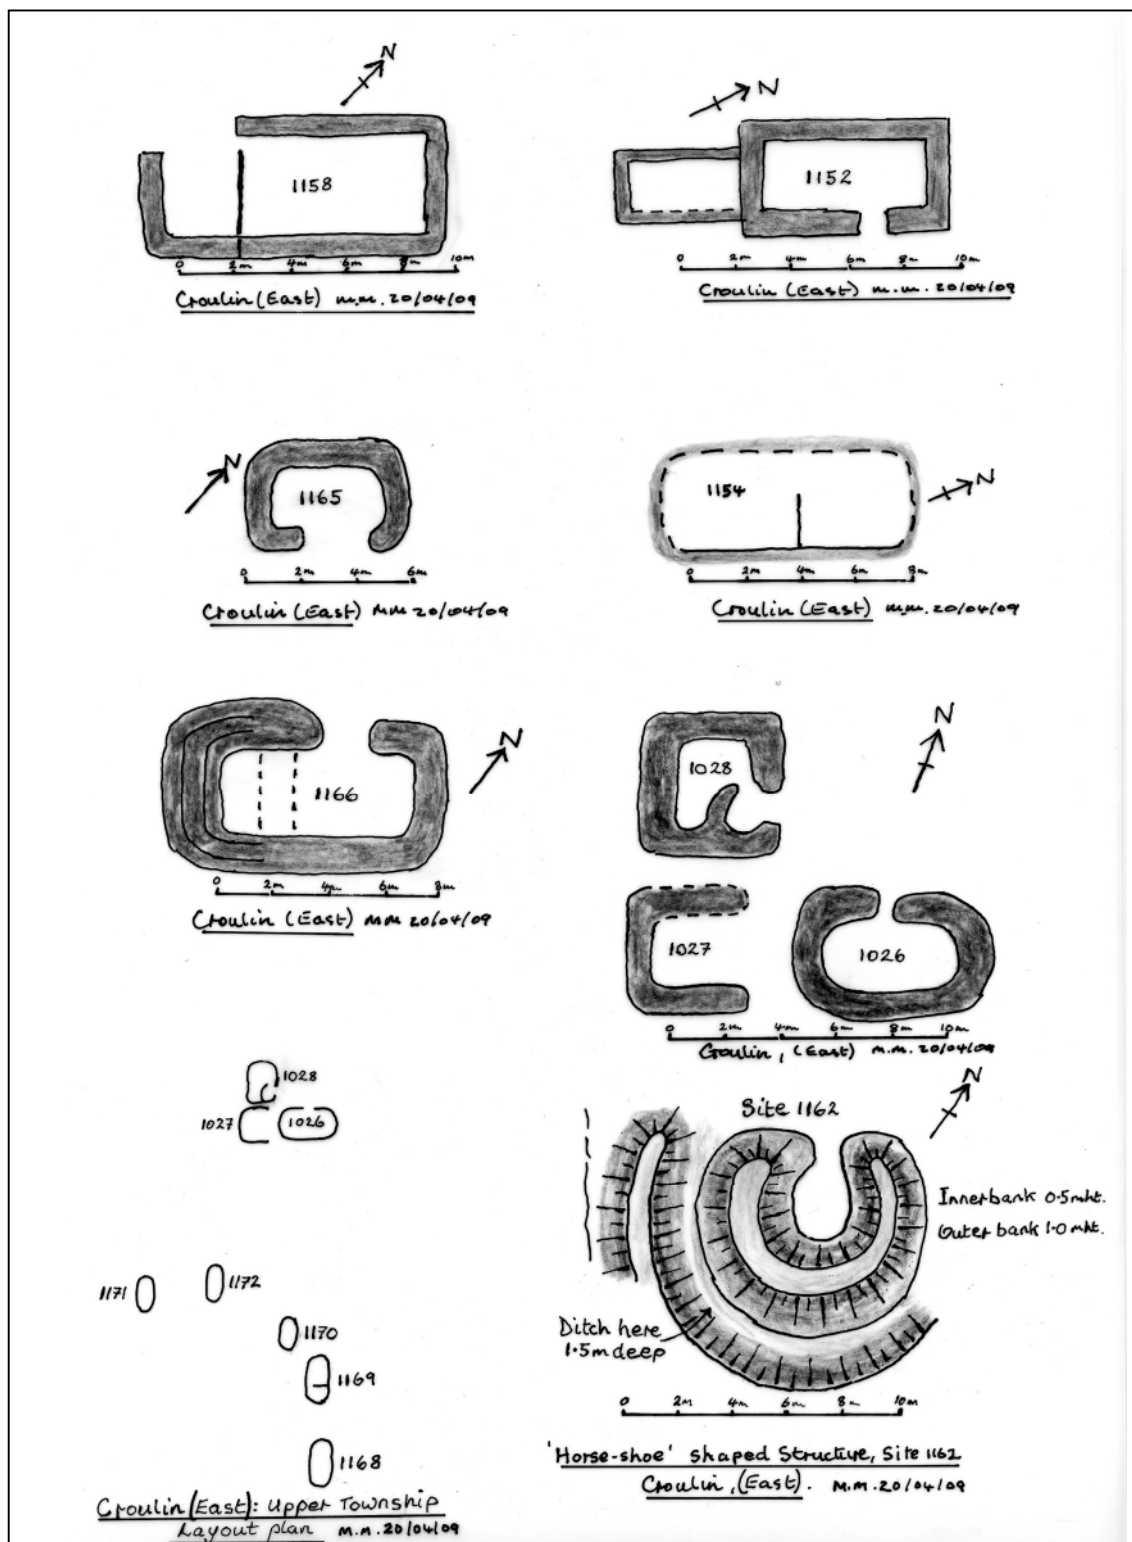 N
1158
0 2m 4m 6m 8m 10m
Croulin (East) M.M. 20/04/09
N
1152
0 2m 4m 6m 8m 10m
Croulin (East) M.M. 20/04/09
N
1165
0 2m 4m 6m
Croulin (East) M.M 20/04/09
1154
N
0 2m 4m 6m 8m
Croulin (East) M.M. 20/04/09
N
1166
0 2m 4m 6m 8m
Croulin (East) M.M 20/04/09
N
1028
1027
1026
0 2m 4m 6m 8m 10m
Croulin, (East) M.M. 20/04/09
1028
1027
1026
1171
1172
1170
1169
1168
Croulin (East): Upper Township
Layout plan M.M. 20/04/09
Site 1162
N
Inner bank 0.5m ht.
Outer bank 1.0 m ht.
Ditch here
1.5m deep
0 2m 4m 6m 8m 10m
'Horse-shoe' shaped Structure, Site 1162
Croulin, (East). M.M. 20/04/09